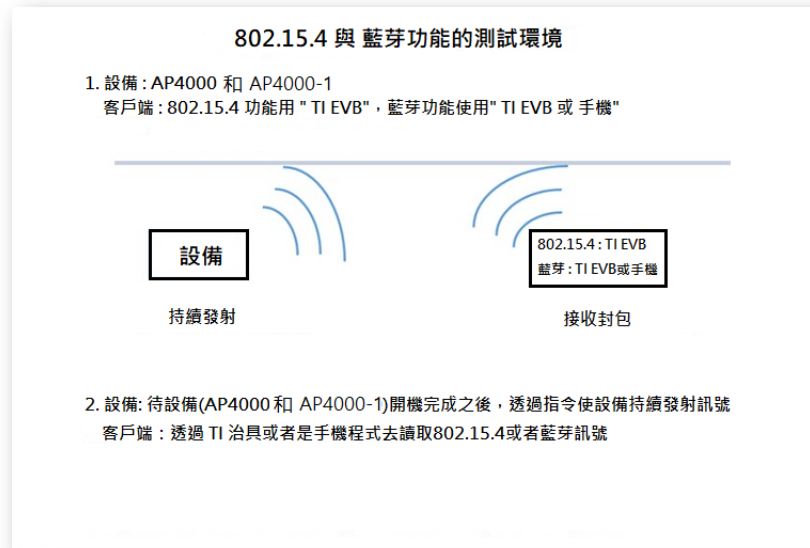 802.15.4 與 藍芽功能的測試環境
1. 設備 : AP4000 和 AP4000-1
客戶端 : 802.15.4 功能用 " TI EVB"，藍芽功能使用" TI EVB 或 手機"
設備
802.15.4 : TI EVB
藍芽 : TI EVB或手機
持續發射
接收封包
2. 設備: 待設備(AP4000 和 AP4000-1)開機完成之後，透過指令使設備持續發射訊號
客戶端 : 透過 TI 治具或者是手機程式去讀取802.15.4或者藍芽訊號